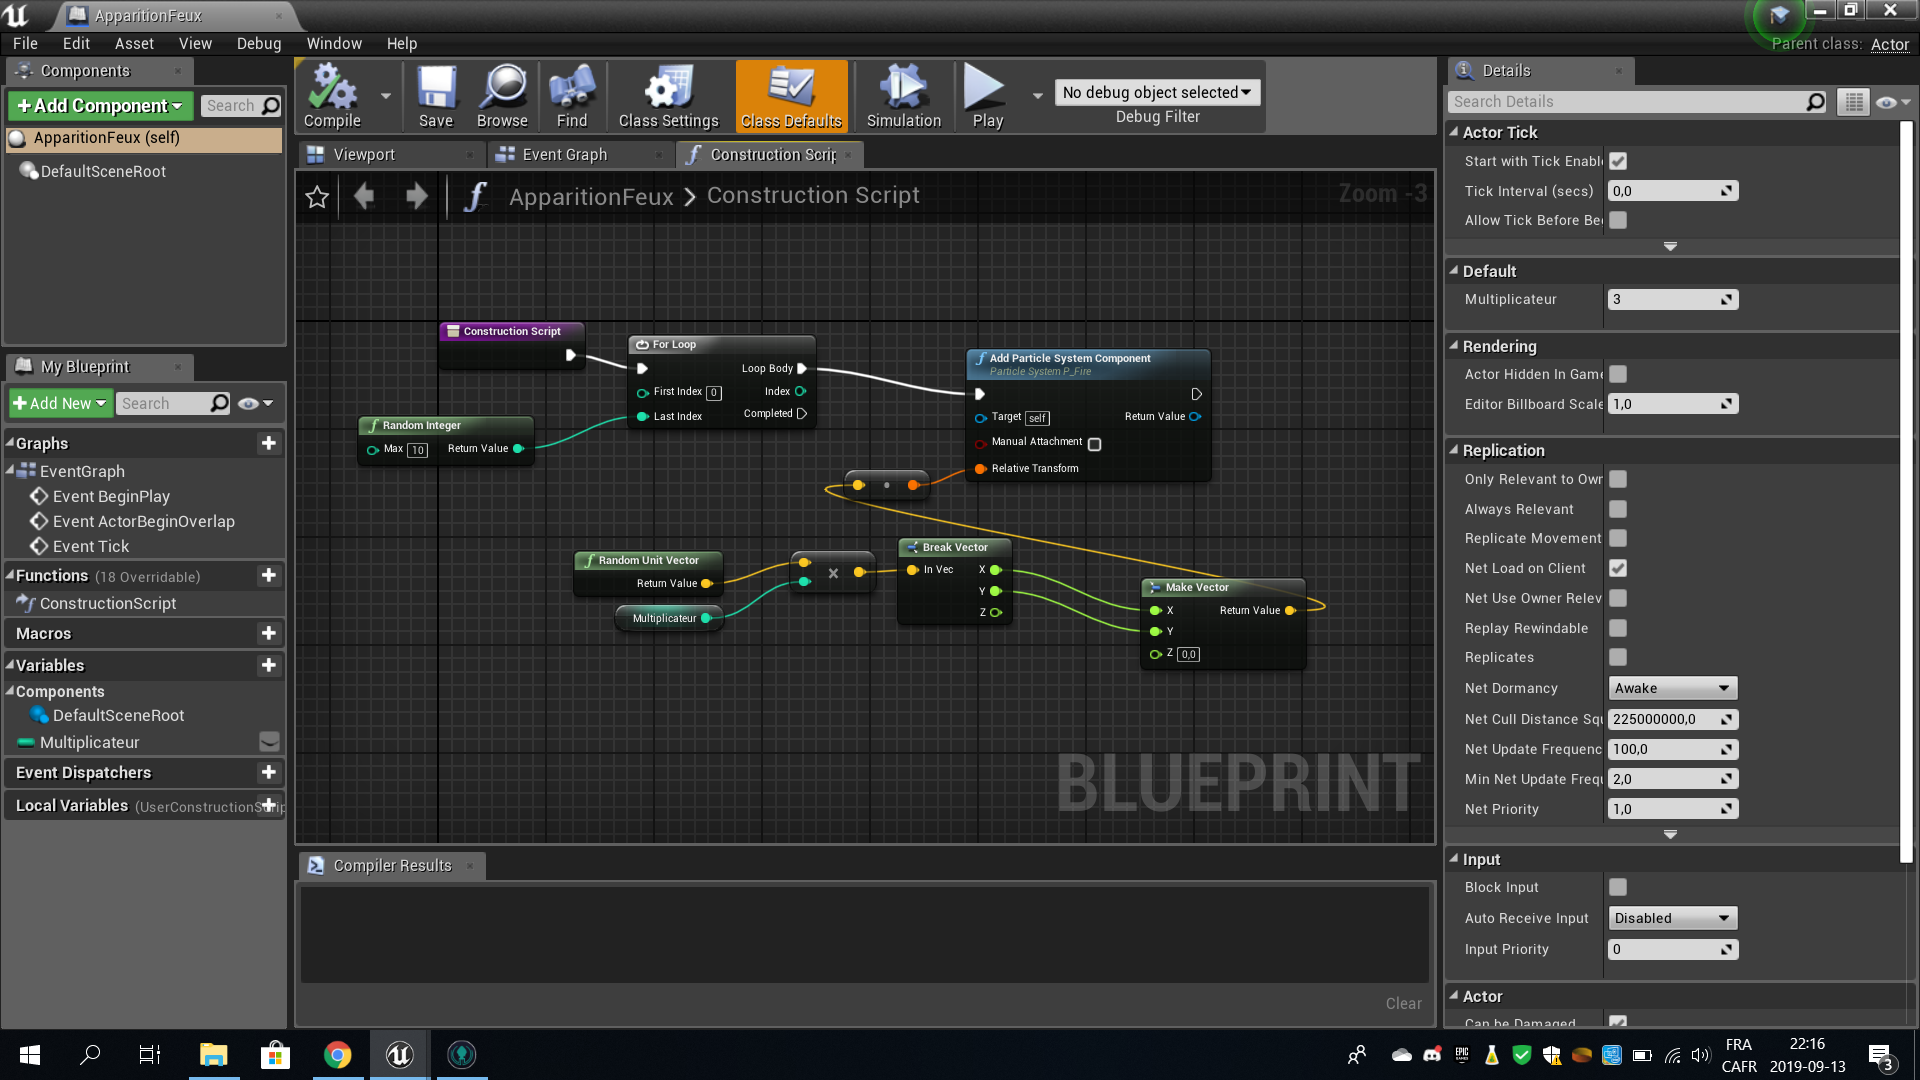 ApparitionFeux
File Edit Asset View Debug Window Help
Parent class: Actor
Components
+Add Component
Search
ApparitionFeux (self)
DefaultSceneRoot
Compile
Save
Browse
Find
Class Settings
Class Defaults
Simulation
Play
No debug object selected
Debug Filter
Viewport
Event Graph
Construction Scrip
ApparitionFeux > Construction Script
Zoom -3
Construction Script
For Loop
Loop Body
First Index 0
Index
Last Index
Completed
Random Integer
Max 10
Return Value
Add Particle System Component
Particle System P_Fire
Target self
Return Value
Manual Attachment
Relative Transform
Random Unit Vector
Return Value
Multiplicateur
Break Vector
In Vec
X
Y
Z
Make Vector
X
Return Value
Y
Z 0,0
BLUEPRINT
Compiler Results
Clear
My Blueprint
+Add New
Search
Graphs
EventGraph
Event BeginPlay
Event ActorBeginOverlap
Event Tick
Functions (18 Overridable)
ConstructionScript
Macros
Variables
Components
DefaultSceneRoot
Multiplicateur
Event Dispatchers
Local Variables (UserConstructionScrip
Details
Search Details
Actor Tick
Start with Tick Enabl
Tick Interval (secs) 0,0
Allow Tick Before Be
Default
Multiplicateur 3
Rendering
Actor Hidden In Game
Editor Billboard Scale 1,0
Replication
Only Relevant to Owr
Always Relevant
Replicate Movement
Net Load on Client
Net Use Owner Relev
Replay Rewindable
Replicates
Net Dormancy Awake
Net Cull Distance Squ 225000000,0
Net Update Frequenc 100,0
Min Net Update Frequ 2,0
Net Priority 1,0
Input
Block Input
Auto Receive Input Disabled
Input Priority 0
Actor
Can be Damaged
EPIC GAMES
FRA
CAFR
22:16
2019-09-13
3